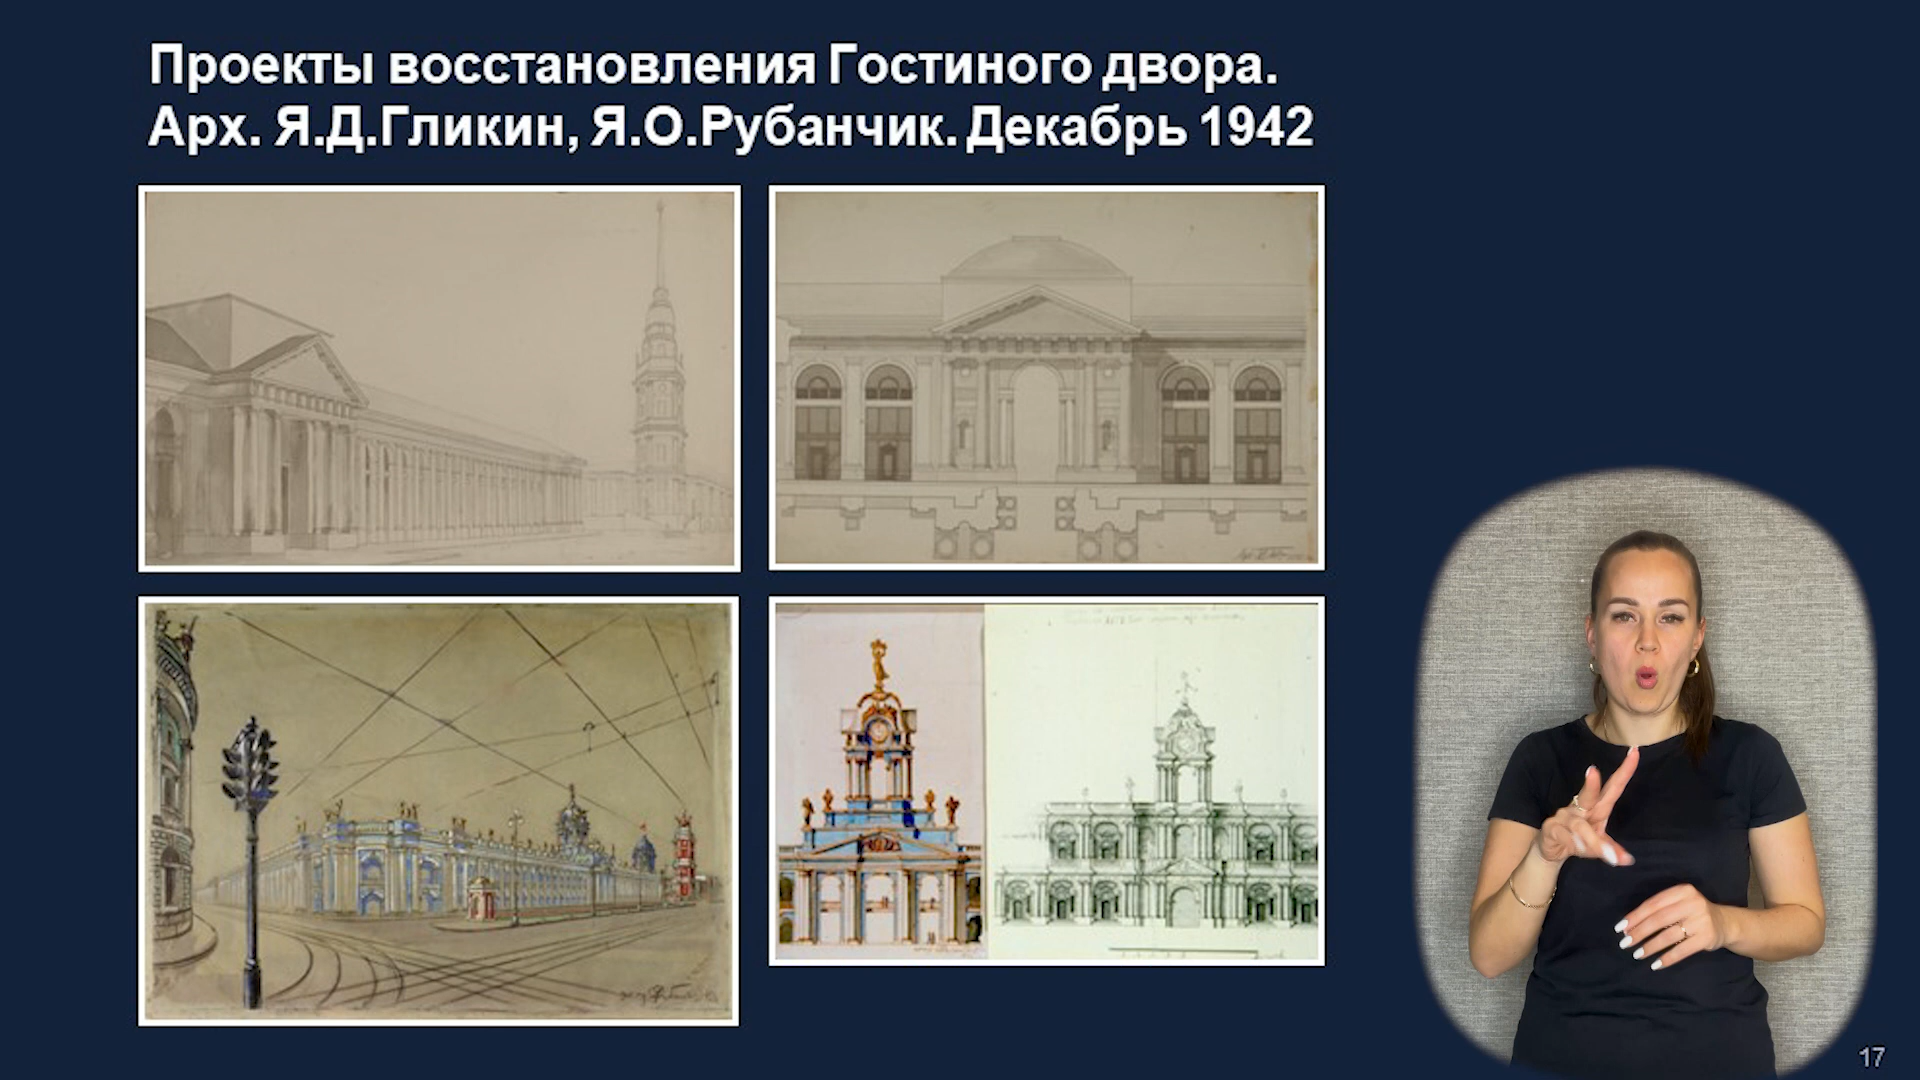 Проекты восстановления Гостиного двора.
Арх. Я.Д.Гликин, Я.О.Рубанчик. Декабрь 1942
17